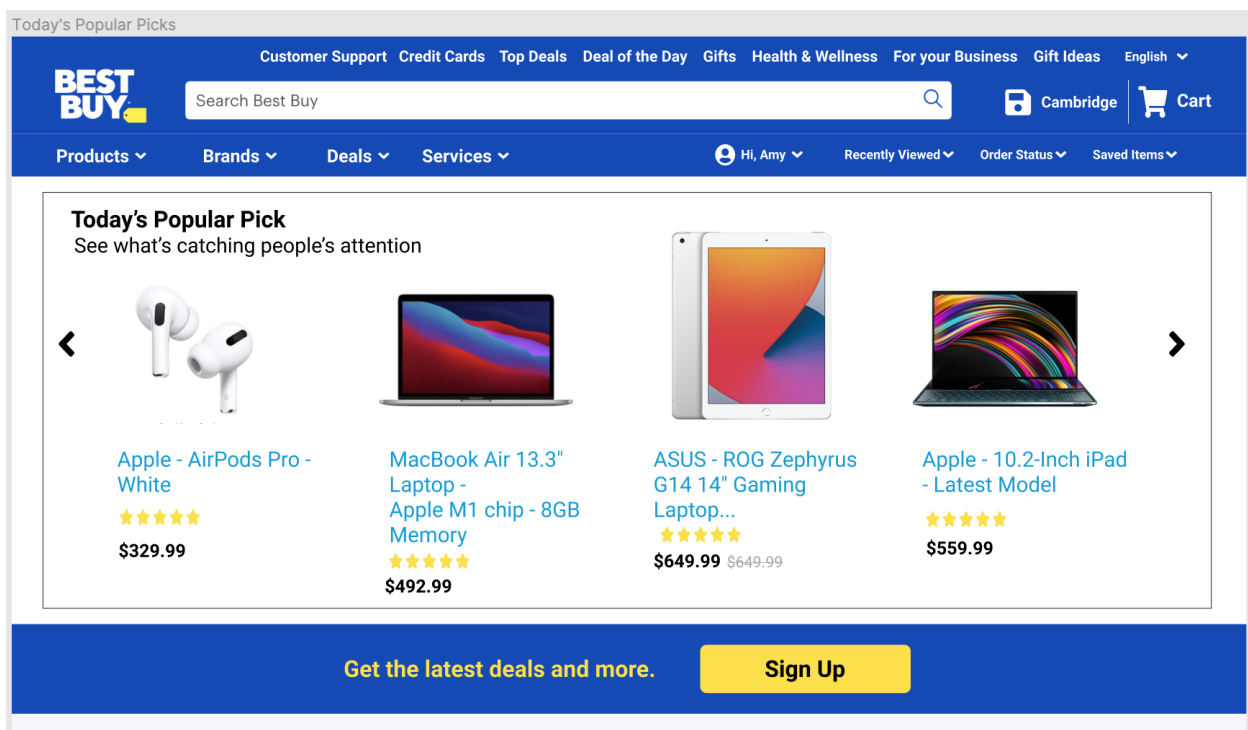 Today's Popular Picks
Customer Support Credit Cards Top Deals Deal of the Day Gifts Health & Wellness For your Business Gift Ideas English
BEST
BUY
Search Best Buy
Cambridge
Cart
Products Brands Deals Services Hi, Amy Recently Viewed Order Status Saved Items
Today's Popular Pick
See what's catching people's attention
Apple - AirPods Pro -
White
$329.99
MacBook Air 13.3"
Laptop -
Apple M1 chip - 8GB
Memory
$492.99
ASUS - ROG Zephyrus
G14 14" Gaming
Laptop...
$649.99 $649.99
Apple - 10.2-Inch iPad
- Latest Model
$559.99
Get the latest deals and more.
Sign Up